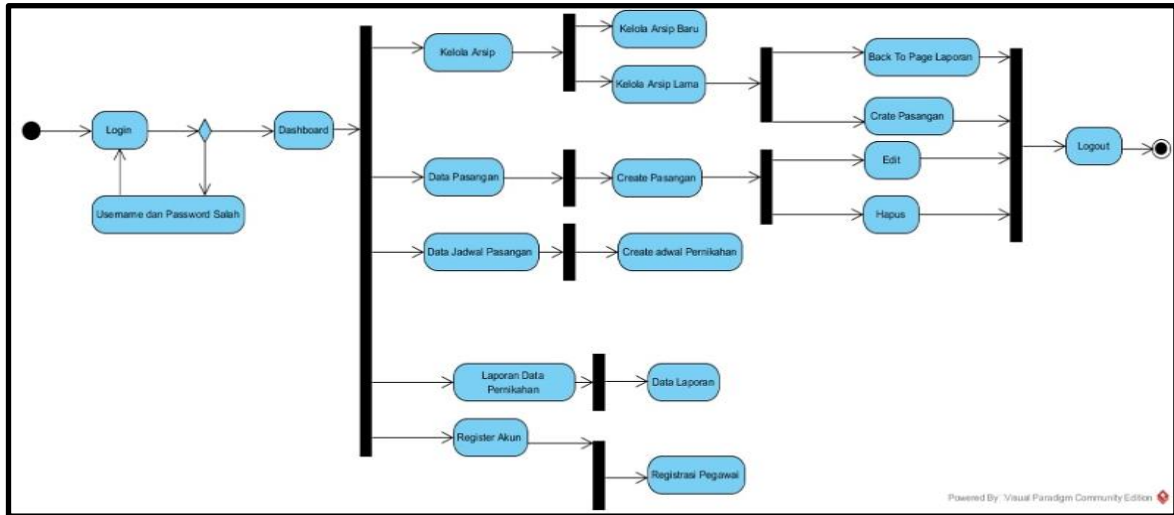 Kelola Arsip Baru
Kelola Arsip
Kelola Arsip Lama
Back To Page Laporan
Crate Pasangan
Login
Dashboard
Username dan Password Salah
Data Pasangan
Create Pasangan
Edit
Hapus
Logout
Data Jadwal Pasangan
Create adwal Pernikahan
Laporan Data
Pernikahan
Data Laporan
Register Akun
Registrasi Pegawai
Powered By: Visual Paradigm Community Edition